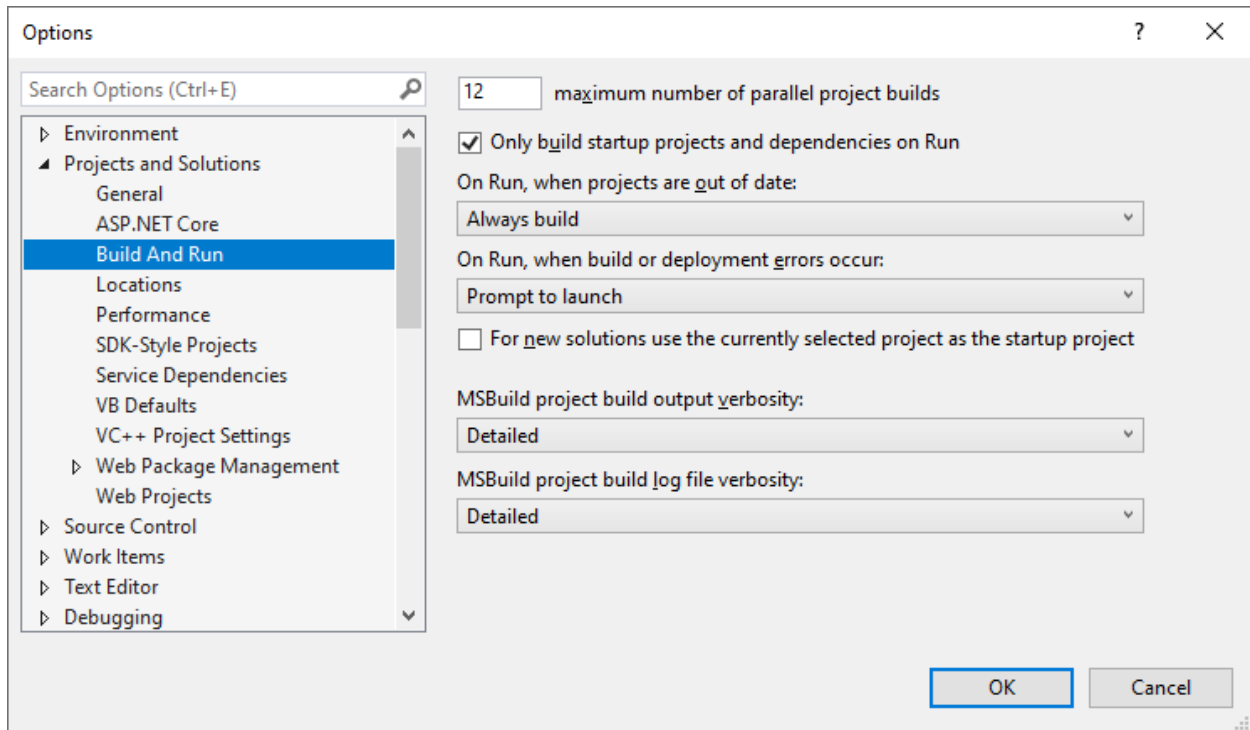 Options
?
Search Options (Ctrl+E)
Environment
Projects and Solutions
General
ASP.NET Core
Build And Run
Locations
Performance
SDK-Style Projects
Service Dependencies
VB Defaults
VC++ Project Settings
Web Package Management
Web Projects
Source Control
Work Items
Text Editor
Debugging
12 maximum number of parallel project builds
Only build startup projects and dependencies on Run
On Run, when projects are out of date:
Always build
On Run, when build or deployment errors occur:
Prompt to launch
For new solutions use the currently selected project as the startup project
MSBuild project build output verbosity:
Detailed
MSBuild project build log file verbosity:
Detailed
OK
Cancel